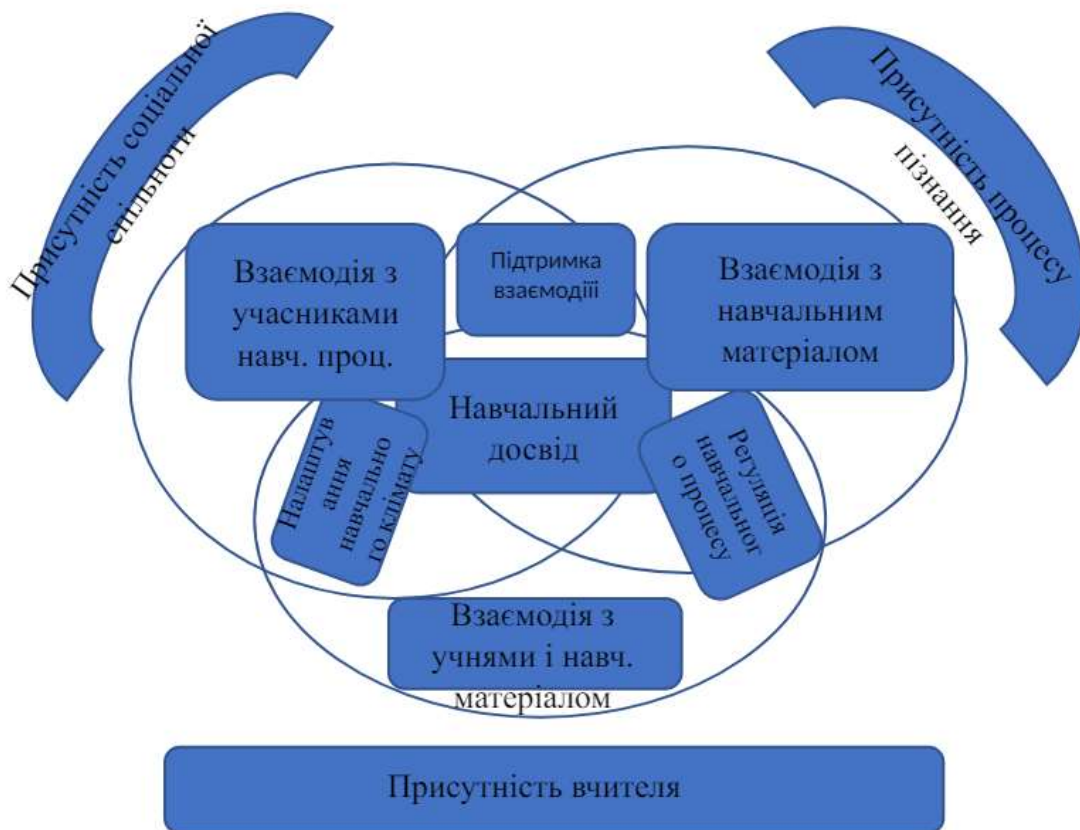 Присутність соціальної
спільноти
Присутність процесу
пізнання
Взаємодія з
учасниками
навч. проц.
Підтримка
взаємодіїї
Взаємодія з
навчальним
матеріалом
Навчальний
досвід
Налаштув
ання
навчально
го клімату
Регуляція
навчальног
о процесу
Взаємодія з
учнями і навч.
матеріалом
Присутність вчителя